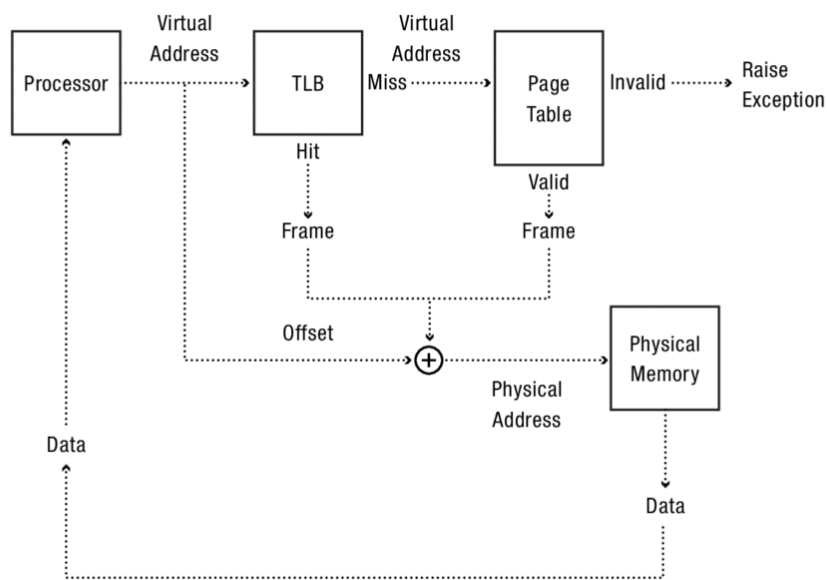 Virtual
Address
Virtual
Address
Processor
TLB
Miss
Page
Table
Invalid
Raise
Exception
Hit
Valid
Frame
Frame
Offset
Physical
Memory
Physical
Address
Data
Data